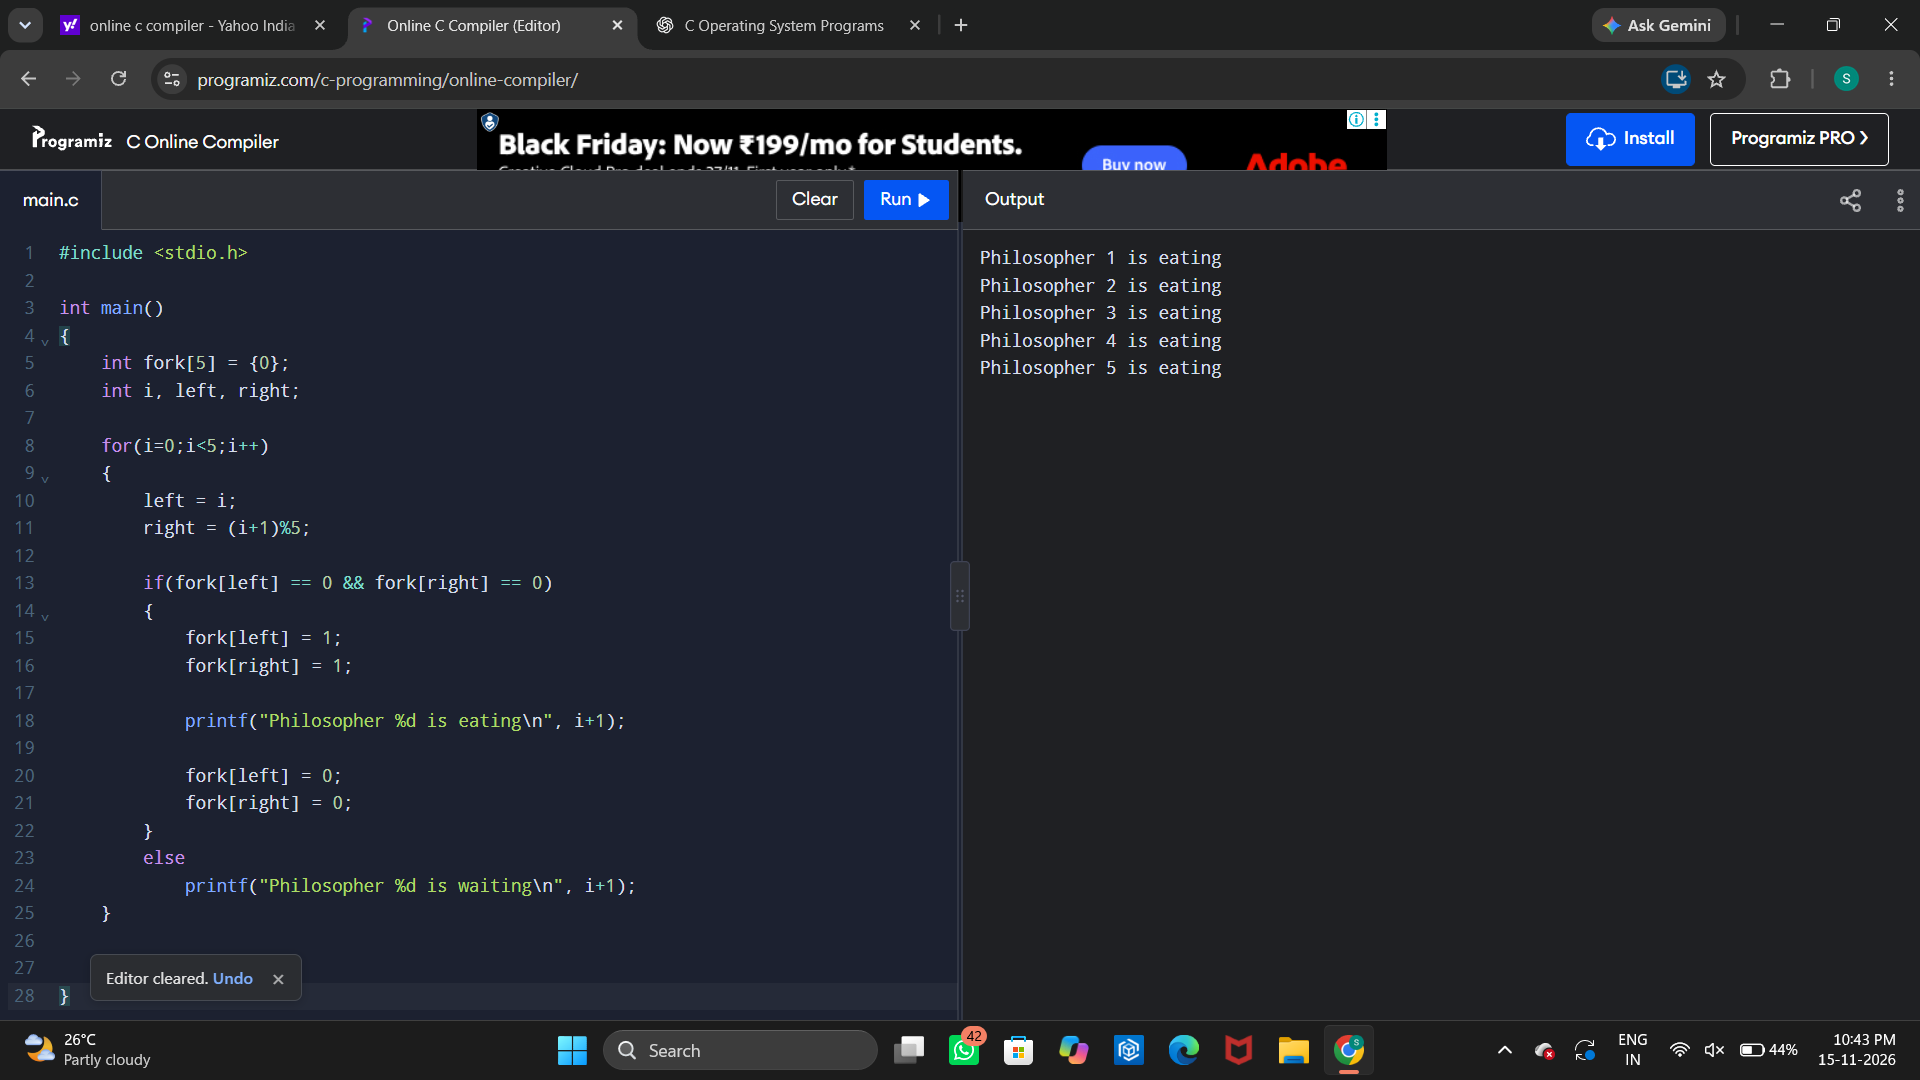 online c compiler - Yahoo India
Online C Compiler (Editor)
C Operating System Programs
Ask Gemini
programiz.com/c-programming/online-compiler/
S
Programiz C Online Compiler
Black Friday: Now ₹199/mo for Students.
Buy now
Adobe
Install
Programiz PRO
main.c
Clear
Run
Output
1 #include <stdio.h>
2
3 int main()
4 {
5 int fork[5] = {0};
6 int i, left, right;
7
8 for(i=0;i<5;i++)
9 {
10 left = i;
11 right = (i+1)%5;
12
13 if(fork[left] == 0 && fork[right] == 0)
14 {
15 fork[left] = 1;
16 fork[right] = 1;
17
18 printf("Philosopher %d is eating\n", i+1);
19
20 fork[left] = 0;
21 fork[right] = 0;
22 }
23 else
24 printf("Philosopher %d is waiting\n", i+1);
25 }
26
27
28 }
Editor cleared. Undo
Philosopher 1 is eating
Philosopher 2 is eating
Philosopher 3 is eating
Philosopher 4 is eating
Philosopher 5 is eating
26°C
Partly cloudy
Search
42
S
ENG
IN
44%
10:43 PM
15-11-2026